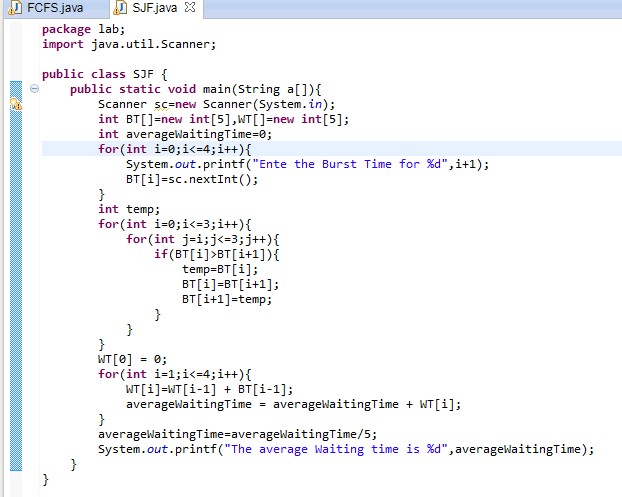 FCFS.java SJF.java
package lab;
import java.util.Scanner;
public class SJF {
    public static void main(String a[]){
        Scanner sc=new Scanner(System.in);
        int BT[]=new int[5],WT[]=new int[5];
        int averageWaitingTime=0;
        for(int i=0;i<=4;i++){
            System.out.printf("Ente the Burst Time for %d",i+1);
            BT[i]=sc.nextInt();
        }
        int temp;
        for(int i=0;i<=3;i++){
            for(int j=i;j<=3;j++){
                if(BT[i]>BT[i+1]){
                    temp=BT[i];
                    BT[i]=BT[i+1];
                    BT[i+1]=temp;
                }
            }
        }
        WT[0] = 0;
        for(int i=1;i<=4;i++){
            WT[i]=WT[i-1] + BT[i-1];
            averageWaitingTime = averageWaitingTime + WT[i];
        }
        averageWaitingTime=averageWaitingTime/5;
        System.out.printf("The average Waiting time is %d",averageWaitingTime);
    }
}